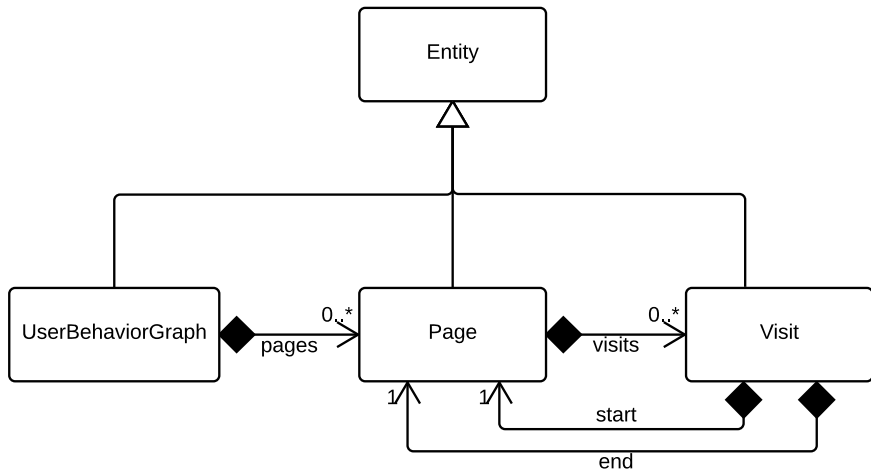 Entity
0..*
0..*
UserBehaviorGraph
Page
Visit
pages
visits
1
1
start
end